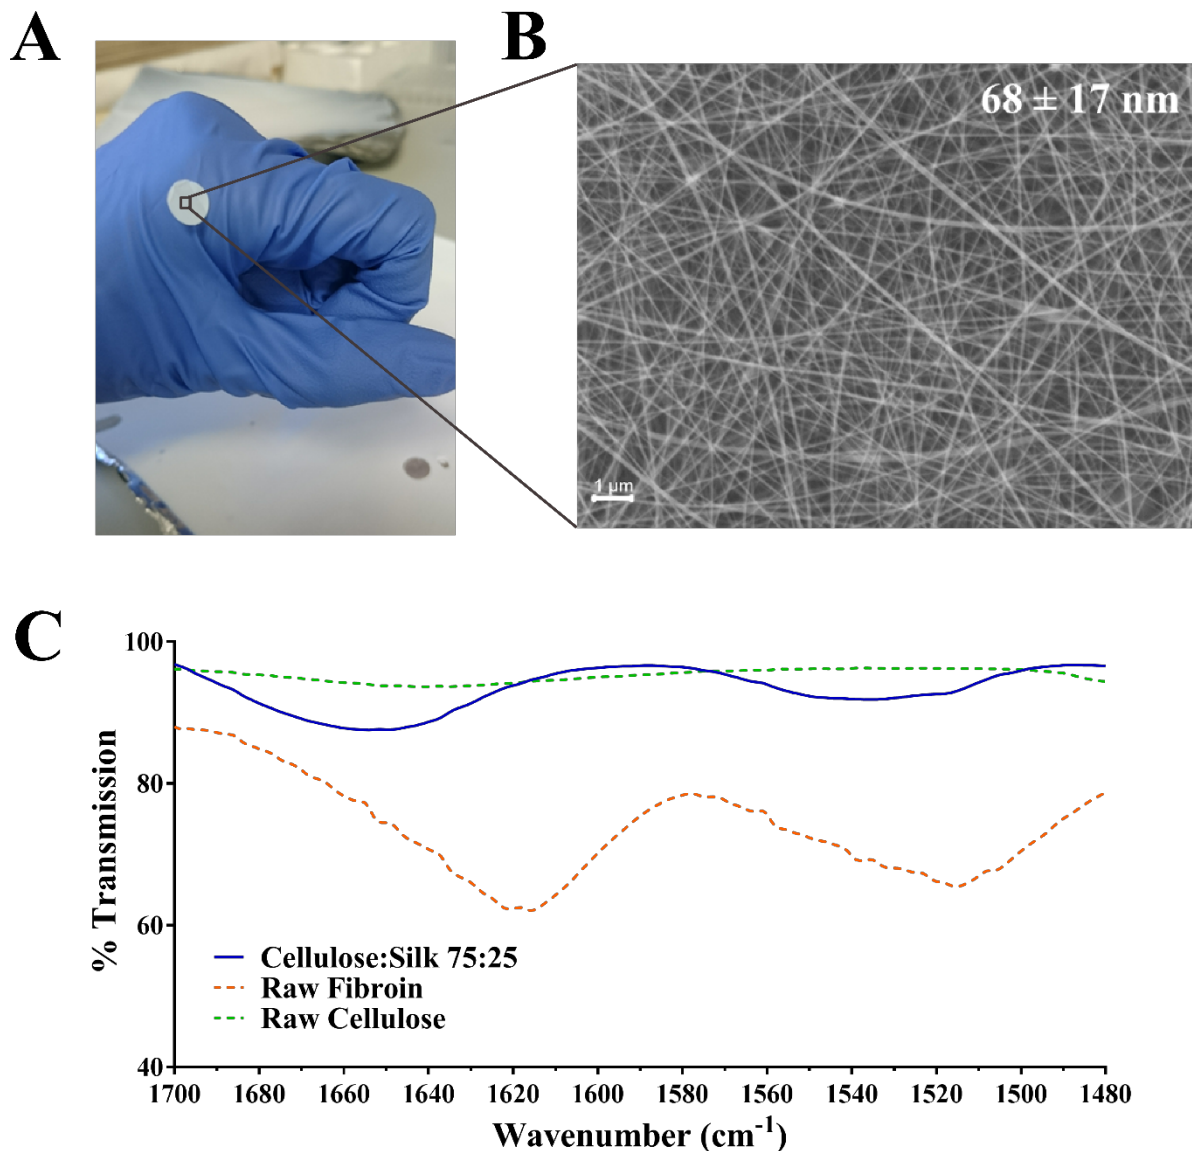 A
B
68 ± 17 nm
1 µm
C
100
80
60
40
% Transmission
Cellulose:Silk 75:25
Raw Fibroin
Raw Cellulose
1700 1680 1660 1640 1620 1600 1580 1560 1540 1520 1500 1480
Wavenumber (cm⁻¹)